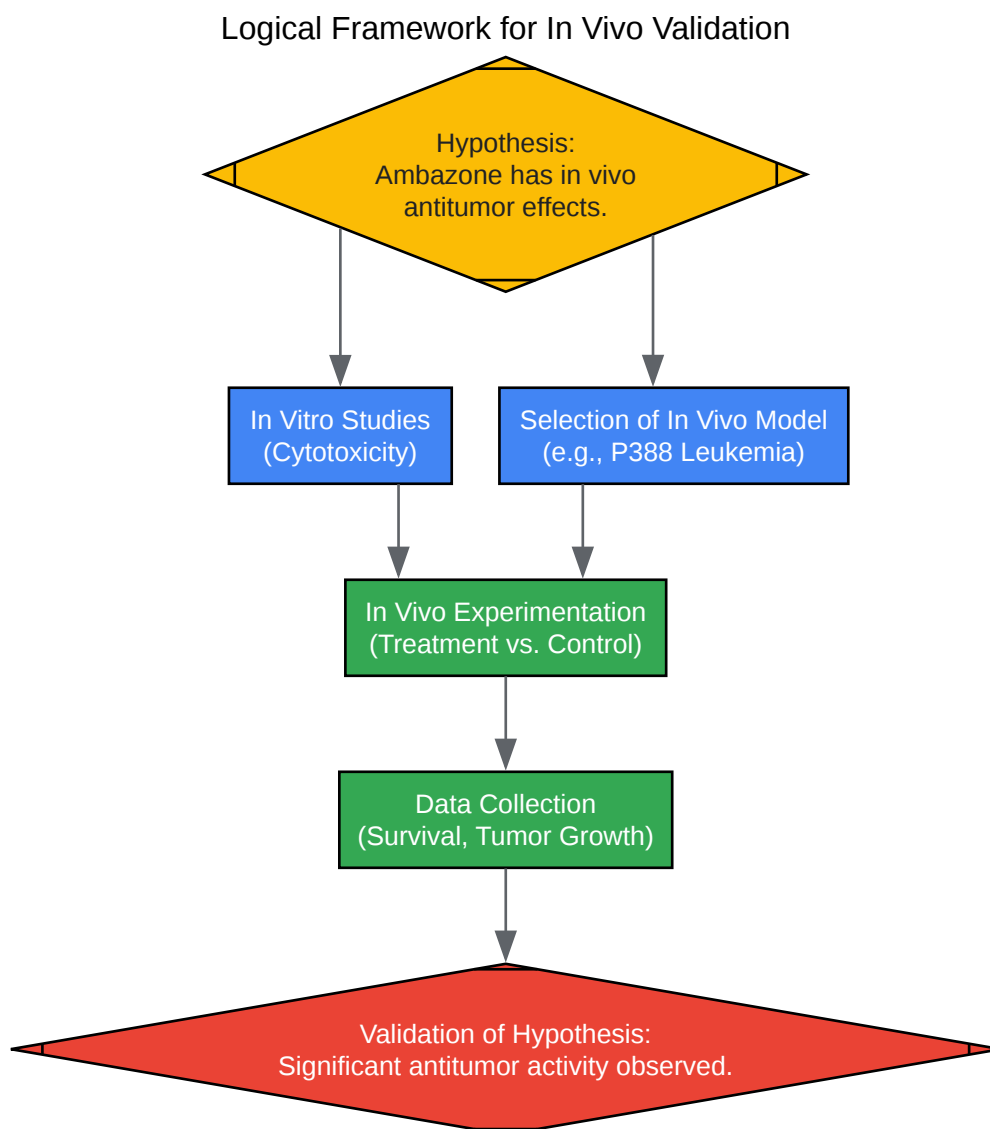 Logical Framework for In Vivo Validation
Hypothesis:
Ambazone has in vivo
antitumor effects.
In Vitro Studies
(Cytotoxicity)
Selection of In Vivo Model
(e.g., P388 Leukemia)
In Vivo Experimentation
(Treatment vs. Control)
Data Collection
(Survival, Tumor Growth)
Validation of Hypothesis:
Significant antitumor activity observed.